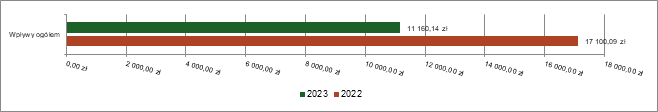 11 160,14 zł
Wpływy ogółem
17 100,09 zł
0,00 zł 2 000,00 zł 4 000,00 zł 6 000,00 zł 8 000,00 zł 10 000,00 zł 12 000,00 zł 14 000,00 zł 16 000,00 zł 18 000,00 zł
2023 2022